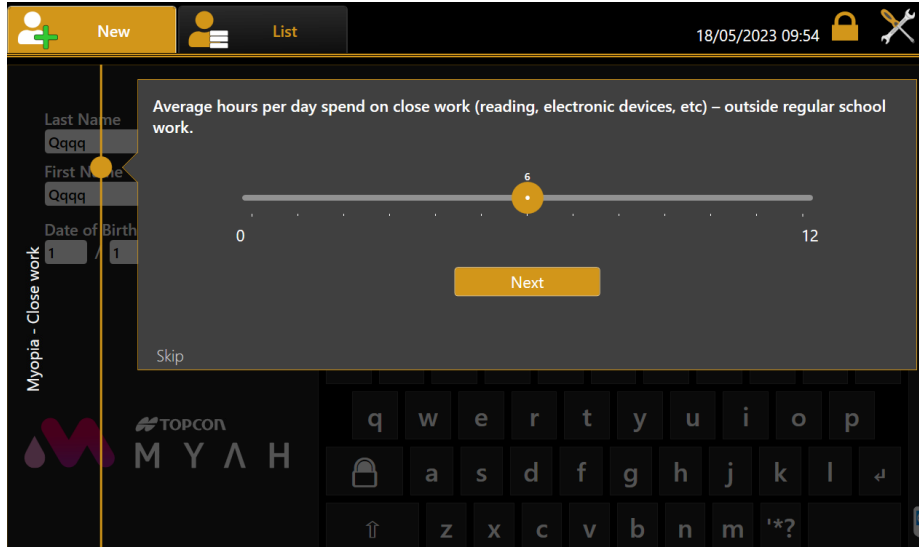 New
List
18/05/2023 09:54
Average hours per day spend on close work (reading, electronic devices, etc) – outside regular school
work.
Last Name
Qqqq
First N me
Qqqq
Date of Birth
1 / 1
6
0
12
Next
Skip
Myopia - Close work
TOPCON
MYAH
q w e r t y u i o p
a s d f g h j k l
z x c v b n m '*?